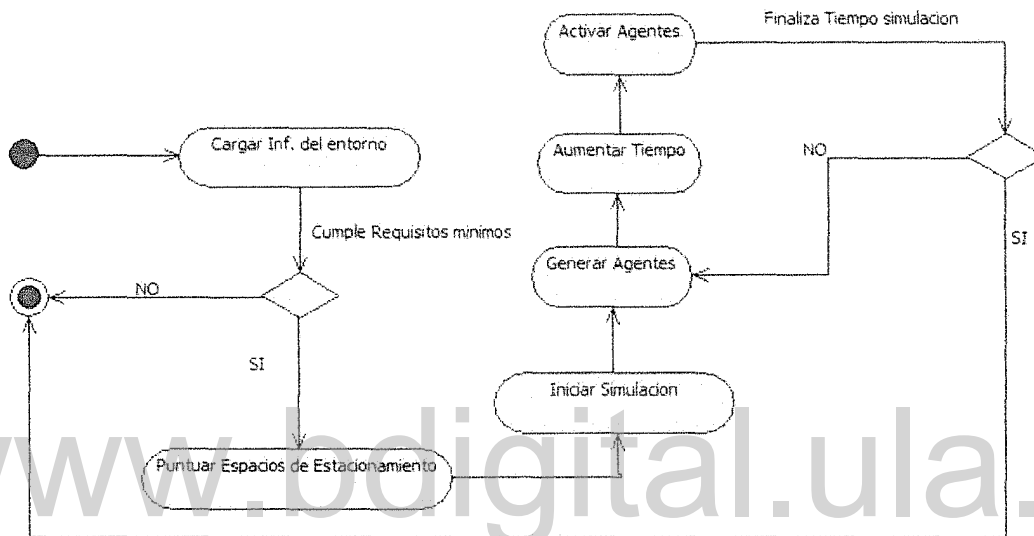 Activar Agentes
Finaliza Tiempo simulacion
Cargar Inf. del entorno
Aumentar Tiempo
NO
Cumple Requisitos minimos
SI
Generar Agentes
NO
SI
Iniciar Simulacion
Puntuar Espacios de Estacionamiento
www.bdigital.ula.